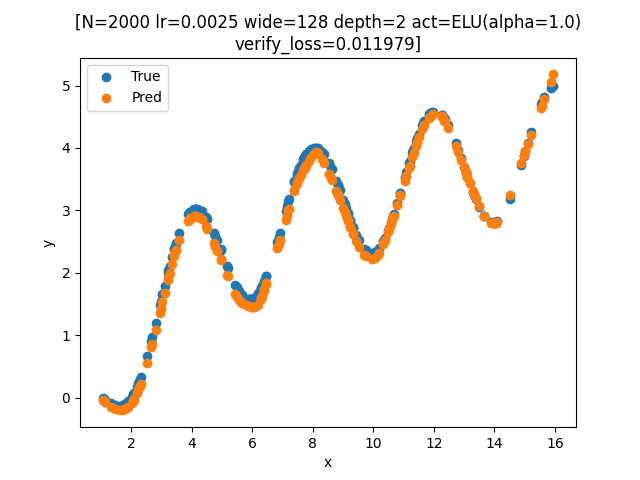 [N=2000 lr=0.0025 wide=128 depth=2 act=ELU(alpha=1.0)
verify_loss=0.011979]
True
Pred
5
4
3
2
1
0
y
2 4 6 8 10 12 14 16
x